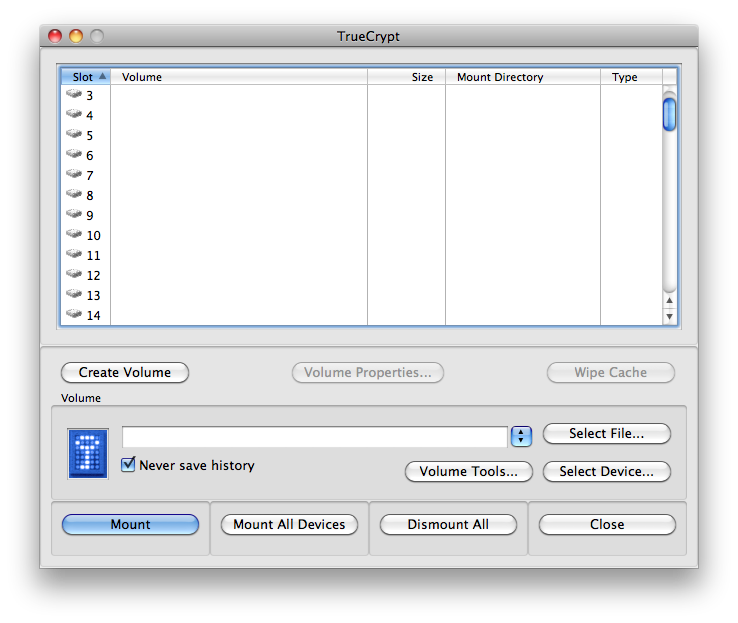 TrueCrypt
Slot Volume Size Mount Directory Type
3
4
5
6
7
8
9
10
11
12
13
14
Create Volume Volume Properties... Wipe Cache
Volume
Select File...
Never save history
Volume Tools... Select Device...
Mount Mount All Devices Dismount All Close